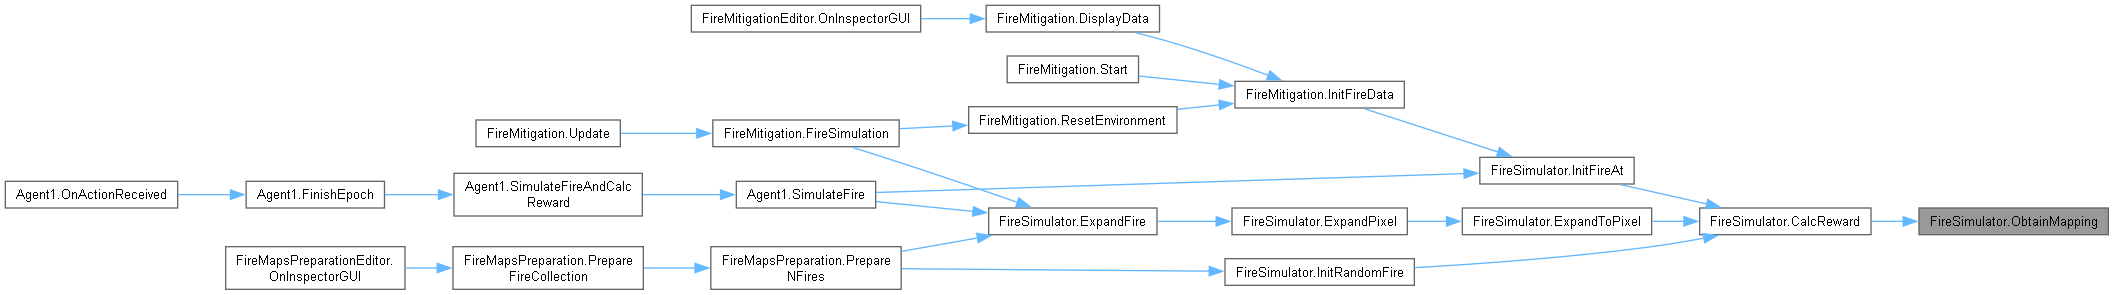 FireMitigationEditor.OnInspectorGUI
FireMitigation.DisplayData
FireMitigation.Start
FireMitigation.InitFireData
FireMitigation.ResetEnvironment
FireMitigation.Update
FireMitigation.FireSimulation
FireSimulator.InitFireAt
Agent1.OnActionReceived
Agent1.FinishEpoch
Agent1.SimulateFireAndCalc
Reward
Agent1.SimulateFire
FireSimulator.ExpandFire
FireSimulator.ExpandPixel
FireSimulator.ExpandToPixel
FireSimulator.CalcReward
FireSimulator.ObtainMapping
FireMapsPreparationEditor.
OnInspectorGUI
FireMapsPreparation.Prepare
FireCollection
FireMapsPreparation.Prepare
NFires
FireSimulator.InitRandomFire